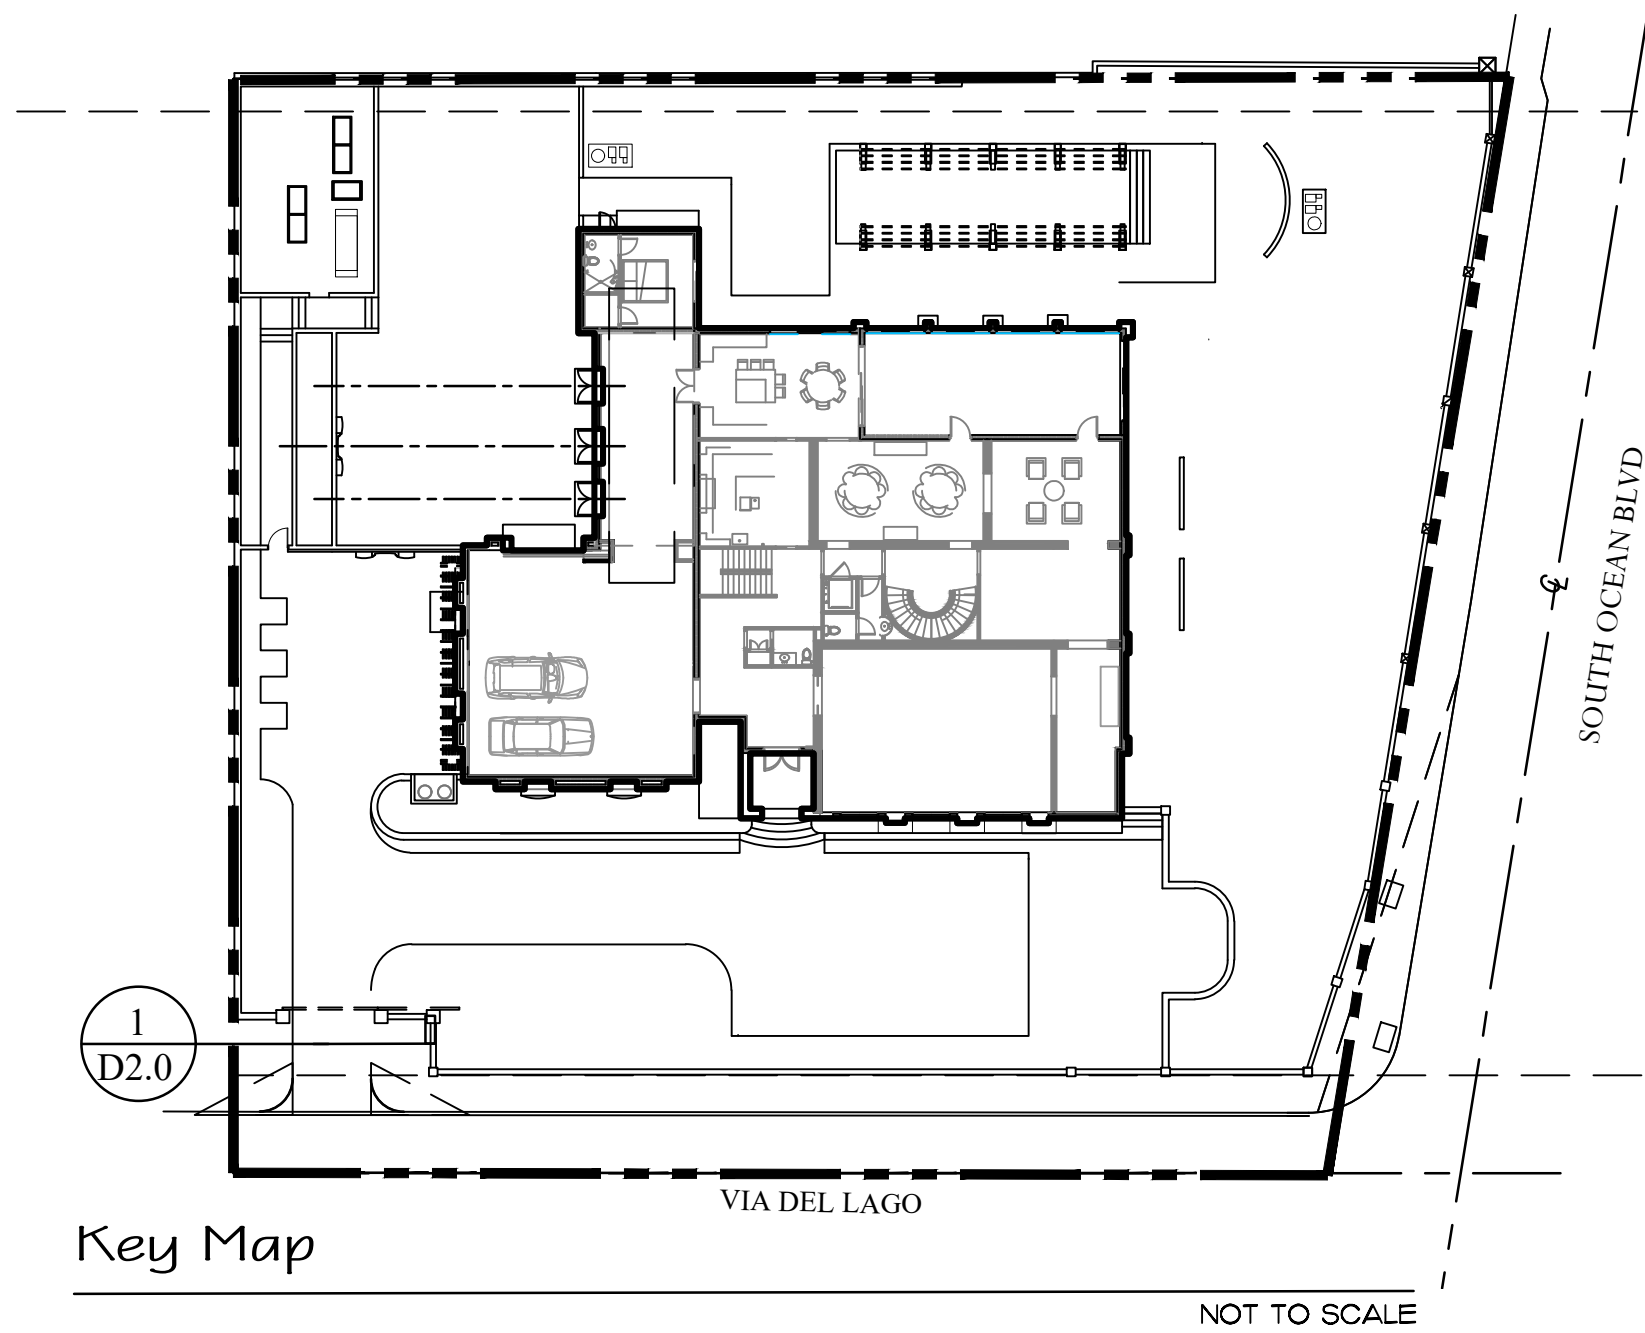 SOUTH OCEAN BLVD
1
D2.0
VIA DEL LAGO
Key Map
NOT TO SCALE